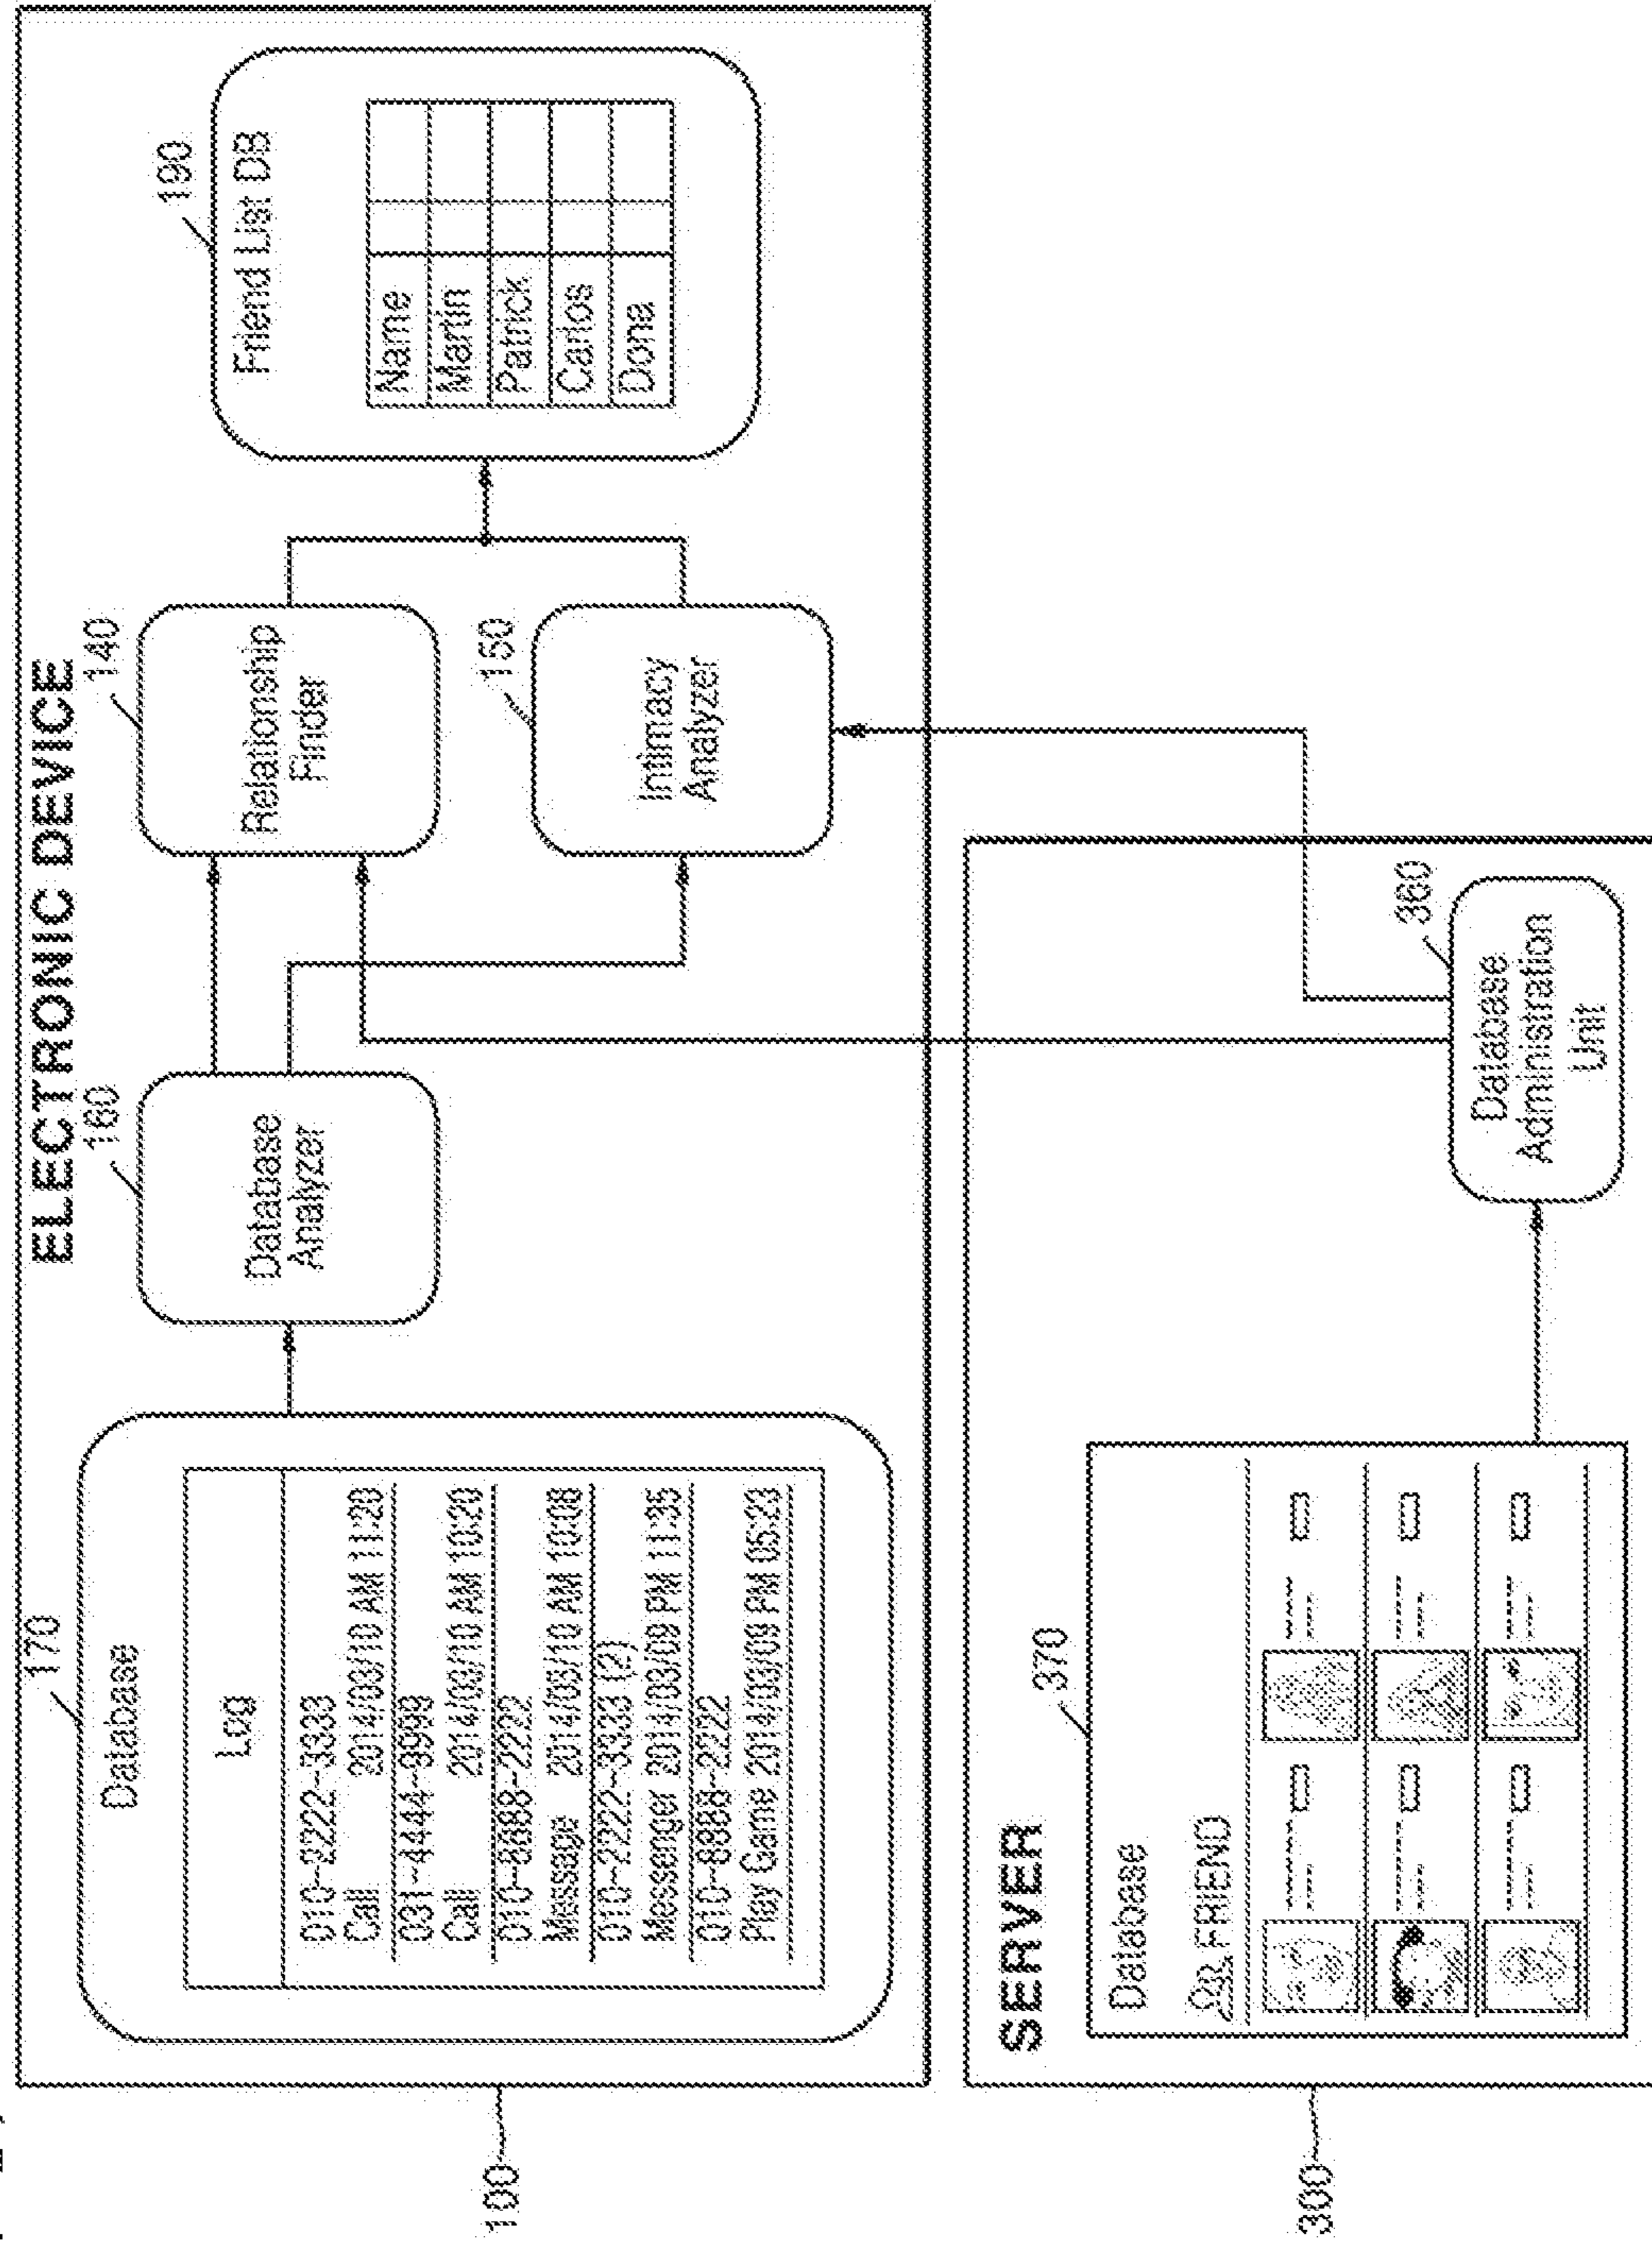 ELECTRONIC DEVICE
100
170
Database
Log
010-2222-3333
Call 2014/03/10 AM 11:20
031-4444-9999
Call 2014/03/10 AM 10:20
010-8888-2222
Message 2014/03/10 AM 10:08
010-2222-3333 (2)
Messenger 2014/03/09 PM 11:35
010-8888-2222
Play Game 2014/03/09 PM 05:23
160
Database
Analyzer
140
Relationship
Finder
150
Intimacy
Analyzer
190
Friend List DB
Name
Martin
Patrick
Carlos
Dona
300
SERVER
370
Database
FRIEND
360
Database
Administration
Unit